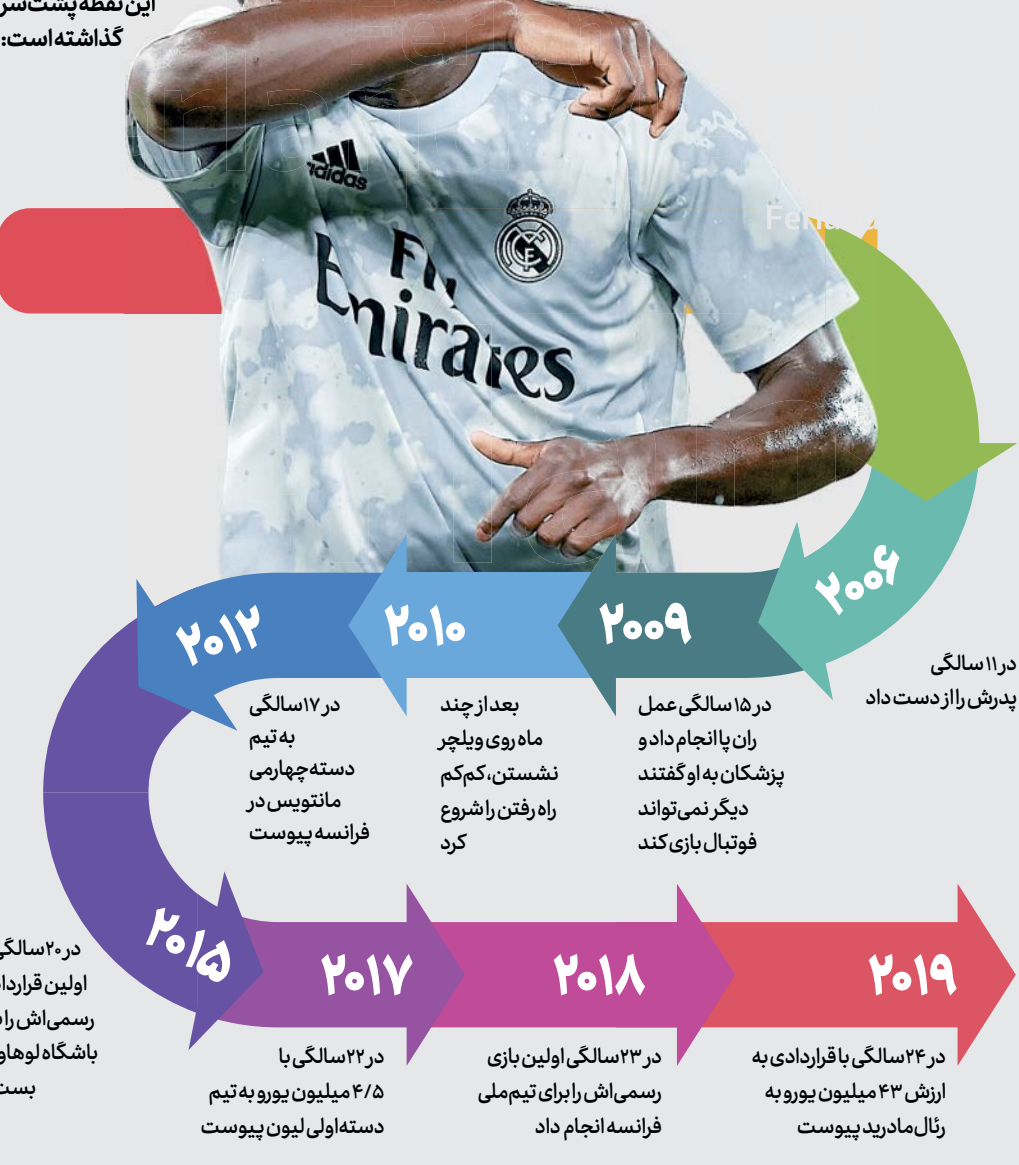 این نقطه پشت سر
گذاشته است:
adidas
Fly
Emirates
۲۰۰۶
در ۱۱ سالگی
پدرش را از دست داد
۲۰۰۹
در ۱۵ سالگی عمل
ران پا انجام داد و
پزشکان به او گفتند
دیگر نمی‌تواند
فوتبال بازی کند
۲۰۱۰
بعد از چند
ماه روی ویلچر
نشستن، کم‌کم
راه رفتن را شروع
کرد
۲۰۱۲
در ۱۷ سالگی
به تیم
دسته چهارمی
مانتویس در
فرانسه پیوست
۲۰۱۵
در ۲۰ سالگی
اولین
رسمی‌اش را
باشگاه
بست
۲۰۱۷
در ۲۲ سالگی با
۴/۵ میلیون یورو به تیم
دسته‌اولی لیون پیوست
۲۰۱۸
در ۲۳ سالگی اولین بازی
رسمی‌اش را برای تیم‌ملی
فرانسه انجام داد
۲۰۱۹
در ۲۴ سالگی با قراردادی به
ارزش ۴۳ میلیون یورو به
رئال‌مادرید پیوست